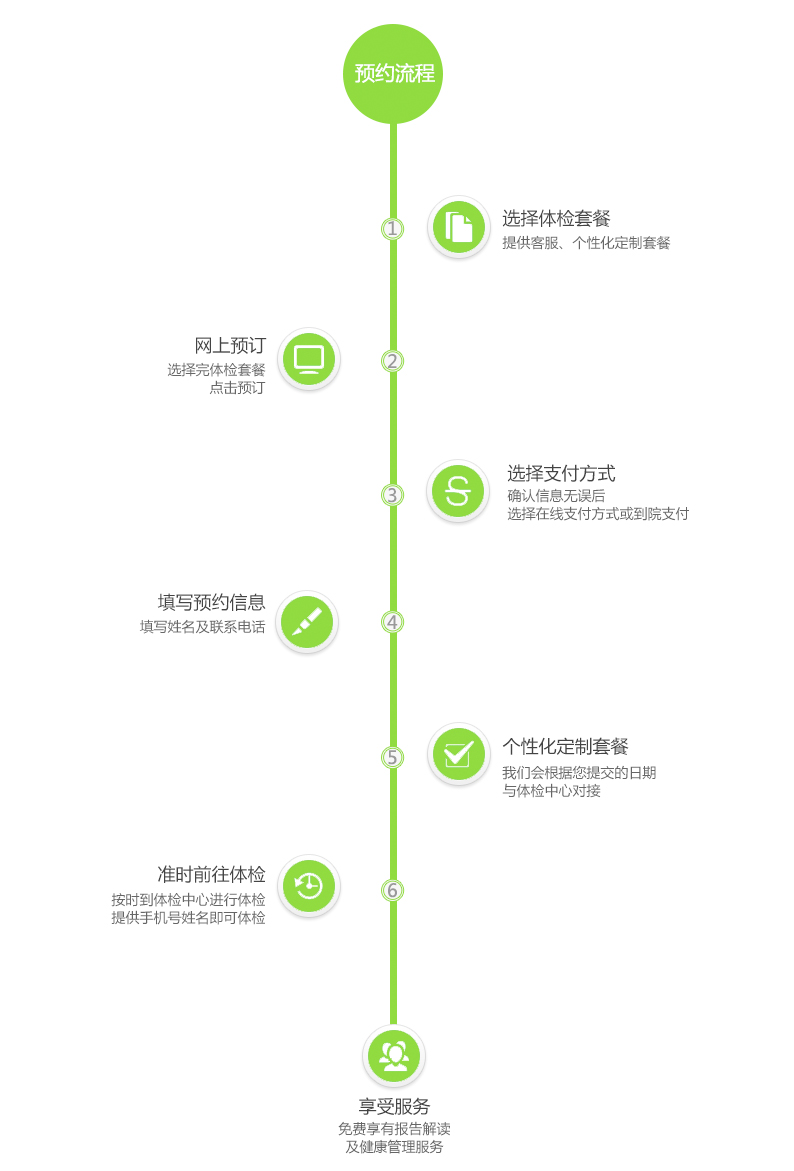 预约流程
1
选择体检套餐
提供客服、个性化定制套餐
网上预订
选择完体检套餐
点击预订
2
选择支付方式
确认信息无误后
选择在线支付方式或到院支付
3
填写预约信息
填写姓名及联系电话
4
个性化定制套餐
我们会根据您提交的日期
与体检中心对接
5
准时前往体检
按时到体检中心进行体检
提供手机号姓名即可体检
6
享受服务
免费享有报告解读
及健康管理服务